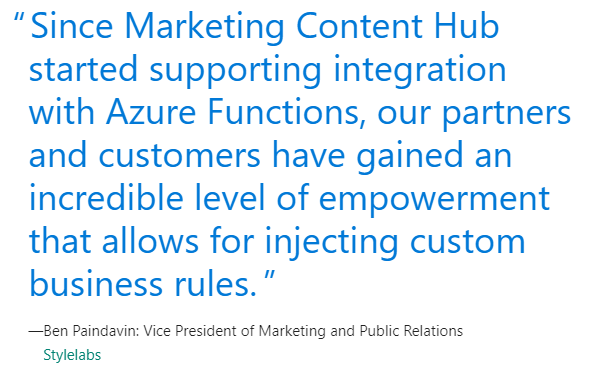 “Since Marketing Content Hub
started supporting integration
with Azure Functions, our partners
and customers have gained an
incredible level of empowerment
that allows for injecting custom
business rules.”
—Ben Paindavin: Vice President of Marketing and Public Relations
Stylelabs